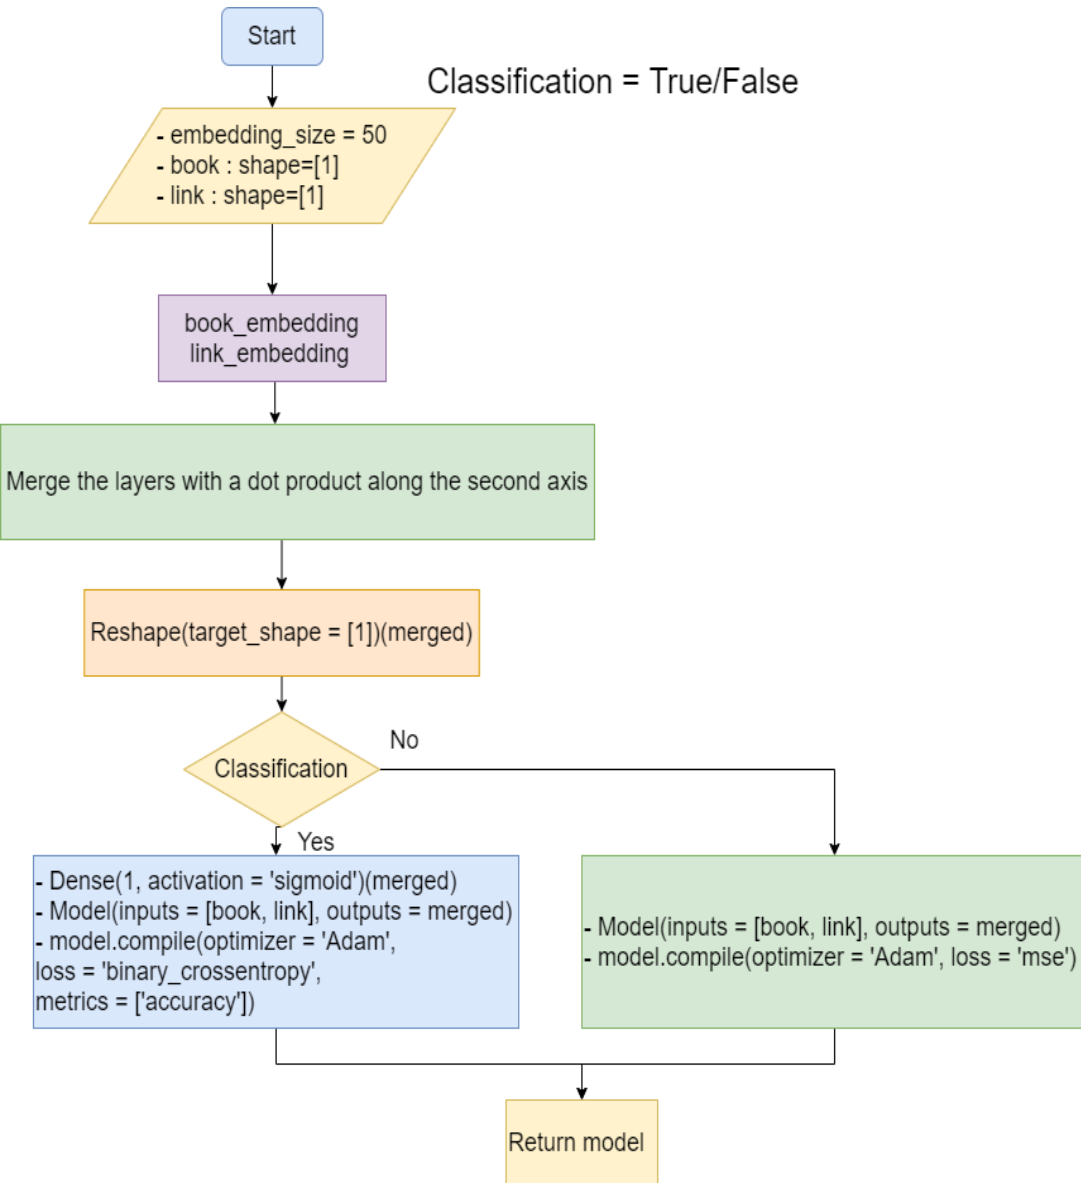 Start
Classification = True/False
- embedding_size = 50
- book : shape=[1]
- link : shape=[1]
book_embedding
link_embedding
Merge the layers with a dot product along the second axis
Reshape(target_shape = [1])(merged)
Classification
No
Yes
- Dense(1, activation = 'sigmoid')(merged)
- Model(inputs = [book, link], outputs = merged)
- model.compile(optimizer = 'Adam',
loss = 'binary_crossentropy',
metrics = ['accuracy'])
- Model(inputs = [book, link], outputs = merged)
- model.compile(optimizer = 'Adam', loss = 'mse')
Return model